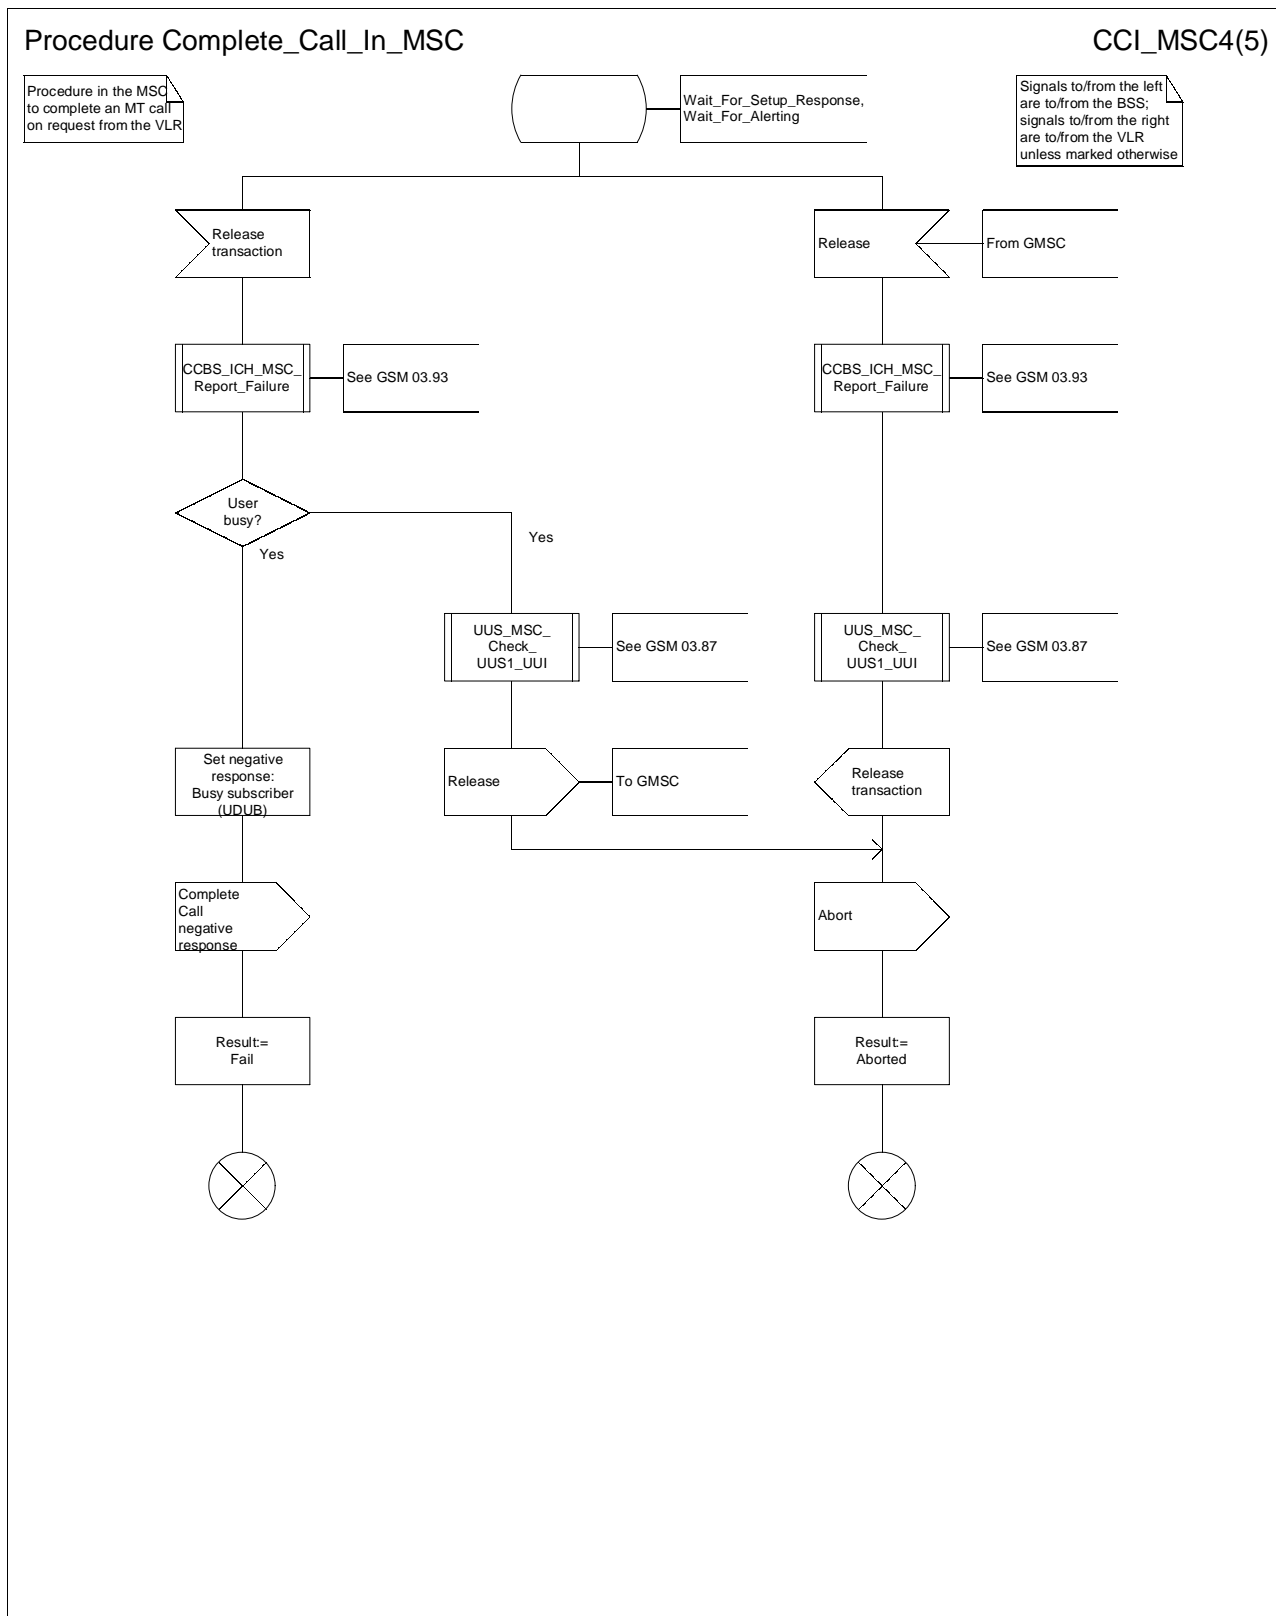 Procedure Complete_Call_In_MSC
CCI_MSC4(5)
Procedure in the MSC
to complete an MT call
on request from the VLR
Wait_For_Setup_Response,
Wait_For_Alerting
Signals to/from the left
are to/from the BSS;
signals to/from the right
are to/from the VLR
unless marked otherwise
Release
transaction
Release
From GMSC
CCBS_ICH_MSC_
Report_Failure
See GSM 03.93
CCBS_ICH_MSC_
Report_Failure
See GSM 03.93
User
busy?
Yes
Yes
UUS_MSC_
Check_
UUS1_UUI
See GSM 03.87
UUS_MSC_
Check_
UUS1_UUI
See GSM 03.87
Set negative
response:
Busy subscriber
(UDUB)
Release
To GMSC
Release
transaction
Complete
Call
negative
response
Abort
Result:=
Fail
Result:=
Aborted